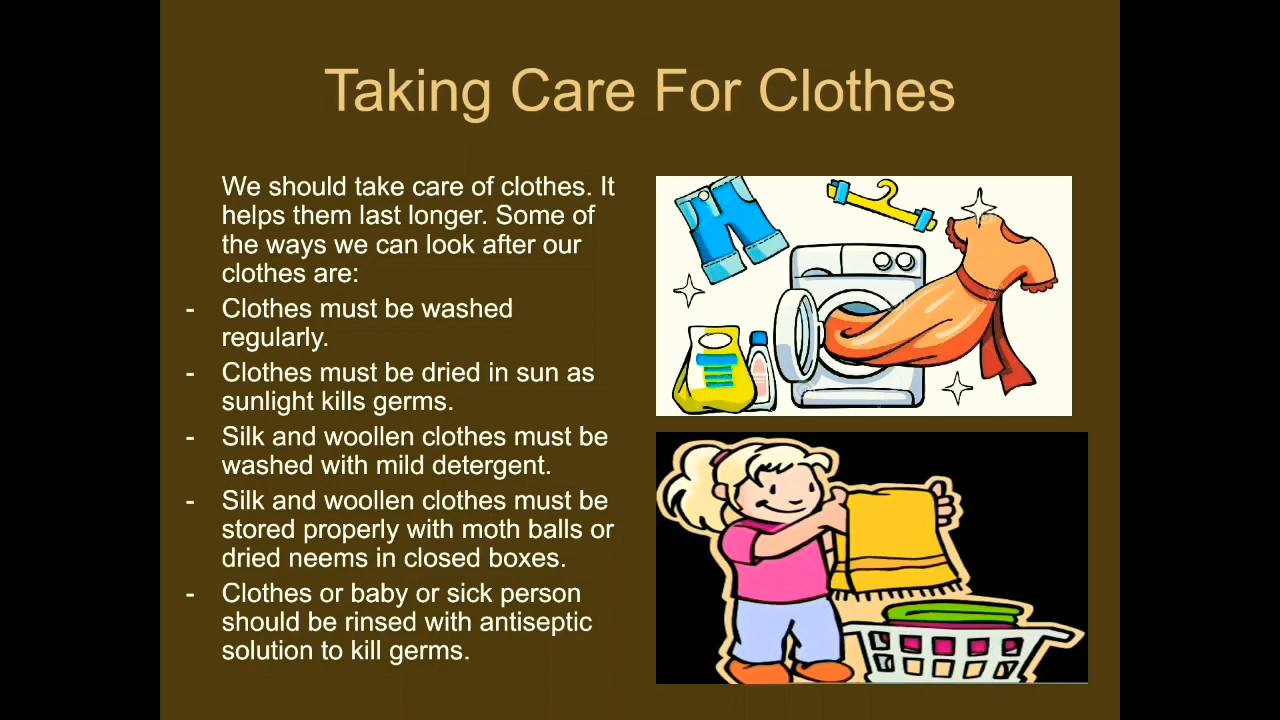 Taking Care For Clothes
We should take care of clothes. It
helps them last longer. Some of
the ways we can look after our
clothes are:
- Clothes must be washed
regularly.
- Clothes must be dried in sun as
sunlight kills germs.
- Silk and woollen clothes must be
washed with mild detergent.
- Silk and woollen clothes must be
stored properly with moth balls or
dried neems in closed boxes.
- Clothes or baby or sick person
should be rinsed with antiseptic
solution to kill germs.